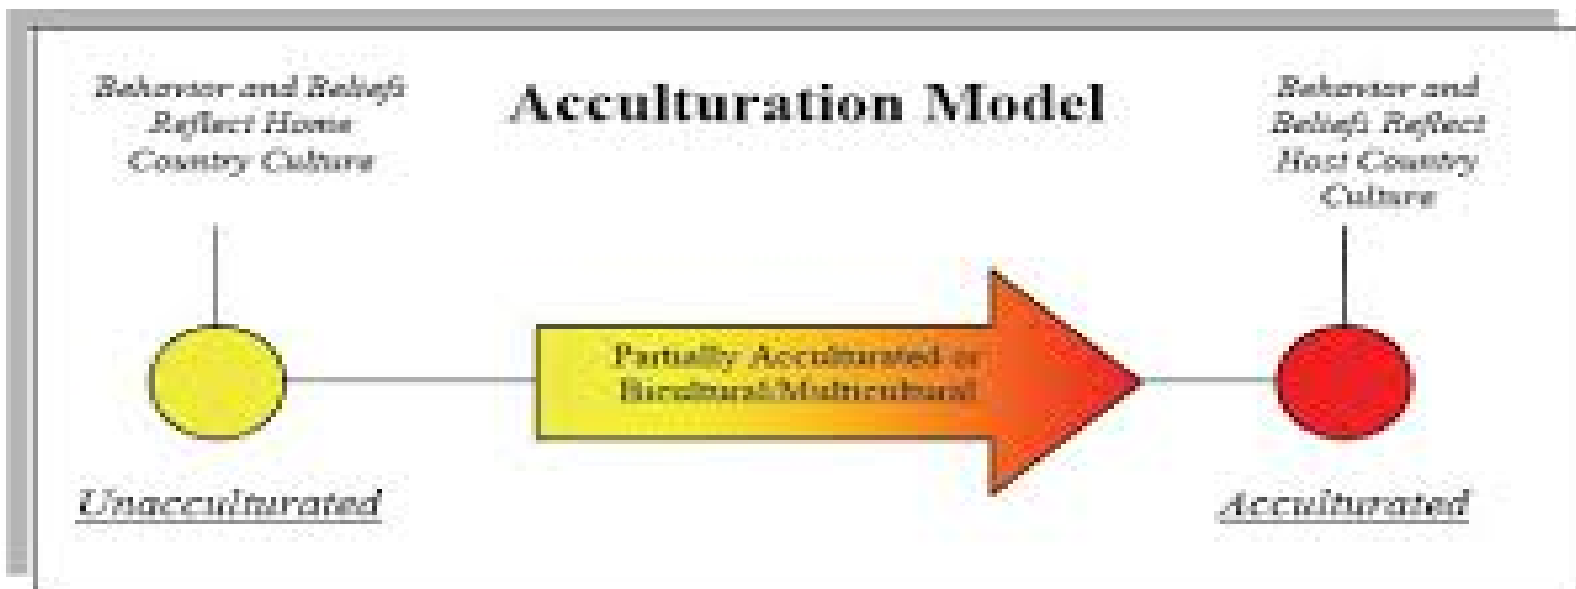 Acculturation Model
Behavior and Beliefs
Reflect Home
Country Culture
Behavior and
Beliefs Reflect
Host Country
Culture
Partially Acculturated or
Bicultural/Multicultural
Unacculturated
Acculturated